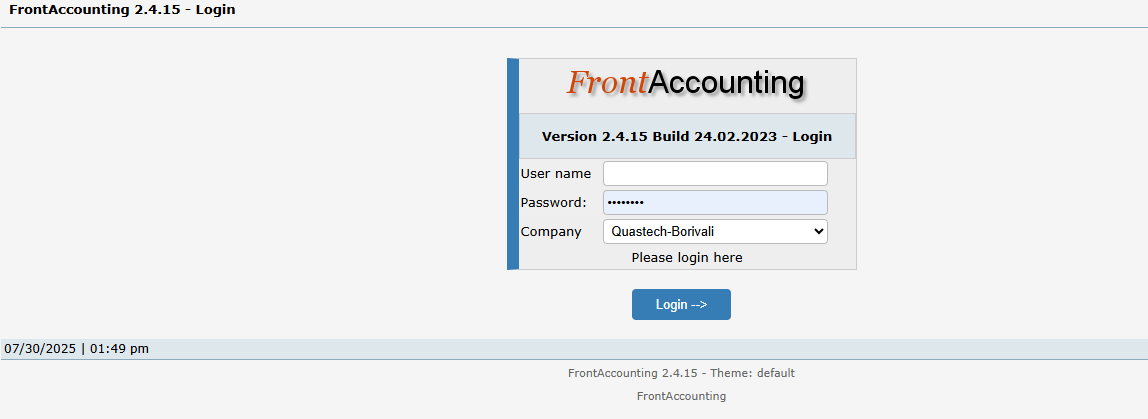 FrontAccounting 2.4.15 - Login
FrontAccounting
Version 2.4.15 Build 24.02.2023 - Login
User name
Password: ••••••••
Company Quastech-Borivali
Please login here
Login -->
07/30/2025 | 01:49 pm
FrontAccounting 2.4.15 - Theme: default
FrontAccounting